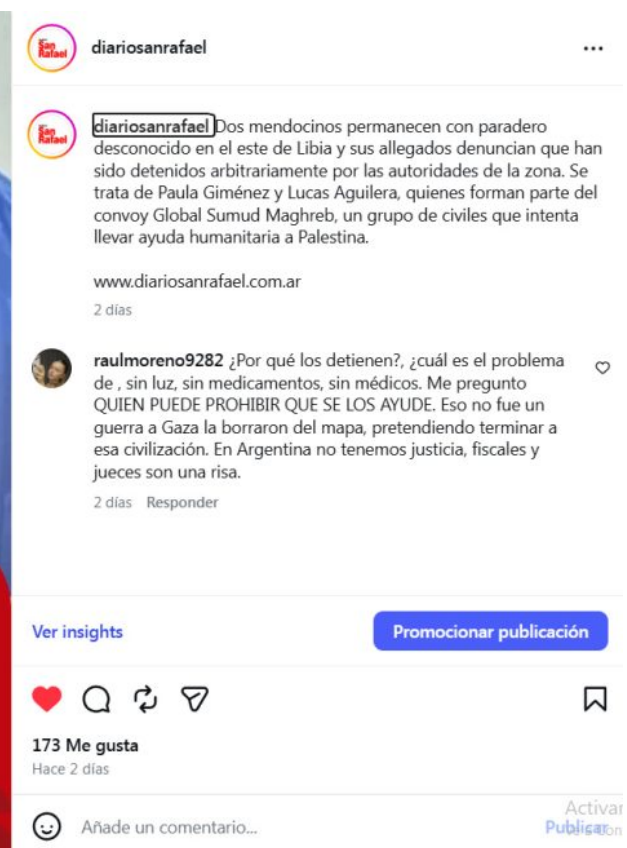 San
Rafael
diariosanrafael
San
Rafael
diariosanrafael Dos mendocinos permanecen con paradero
desconocido en el este de Libia y sus allegados denuncian que han
sido detenidos arbitrariamente por las autoridades de la zona. Se
trata de Paula Giménez y Lucas Aguilera, quienes forman parte del
convoy Global Sumud Maghreb, un grupo de civiles que intenta
llevar ayuda humanitaria a Palestina.
www.diariosanrafael.com.ar
2 días
raulmoreno9282 ¿Por qué los detienen?, ¿cuál es el problema
de , sin luz, sin medicamentos, sin médicos. Me pregunto
QUIEN PUEDE PROHIBIR QUE SE LOS AYUDE. Eso no fue un
guerra a Gaza la borraron del mapa, pretendiendo terminar a
esa civilización. En Argentina no tenemos justicia, fiscales y
jueces son una risa.
2 días Responder
Ver insights Promocionar publicación
173 Me gusta
Hace 2 días
Activar
Añade un comentario... Publicar